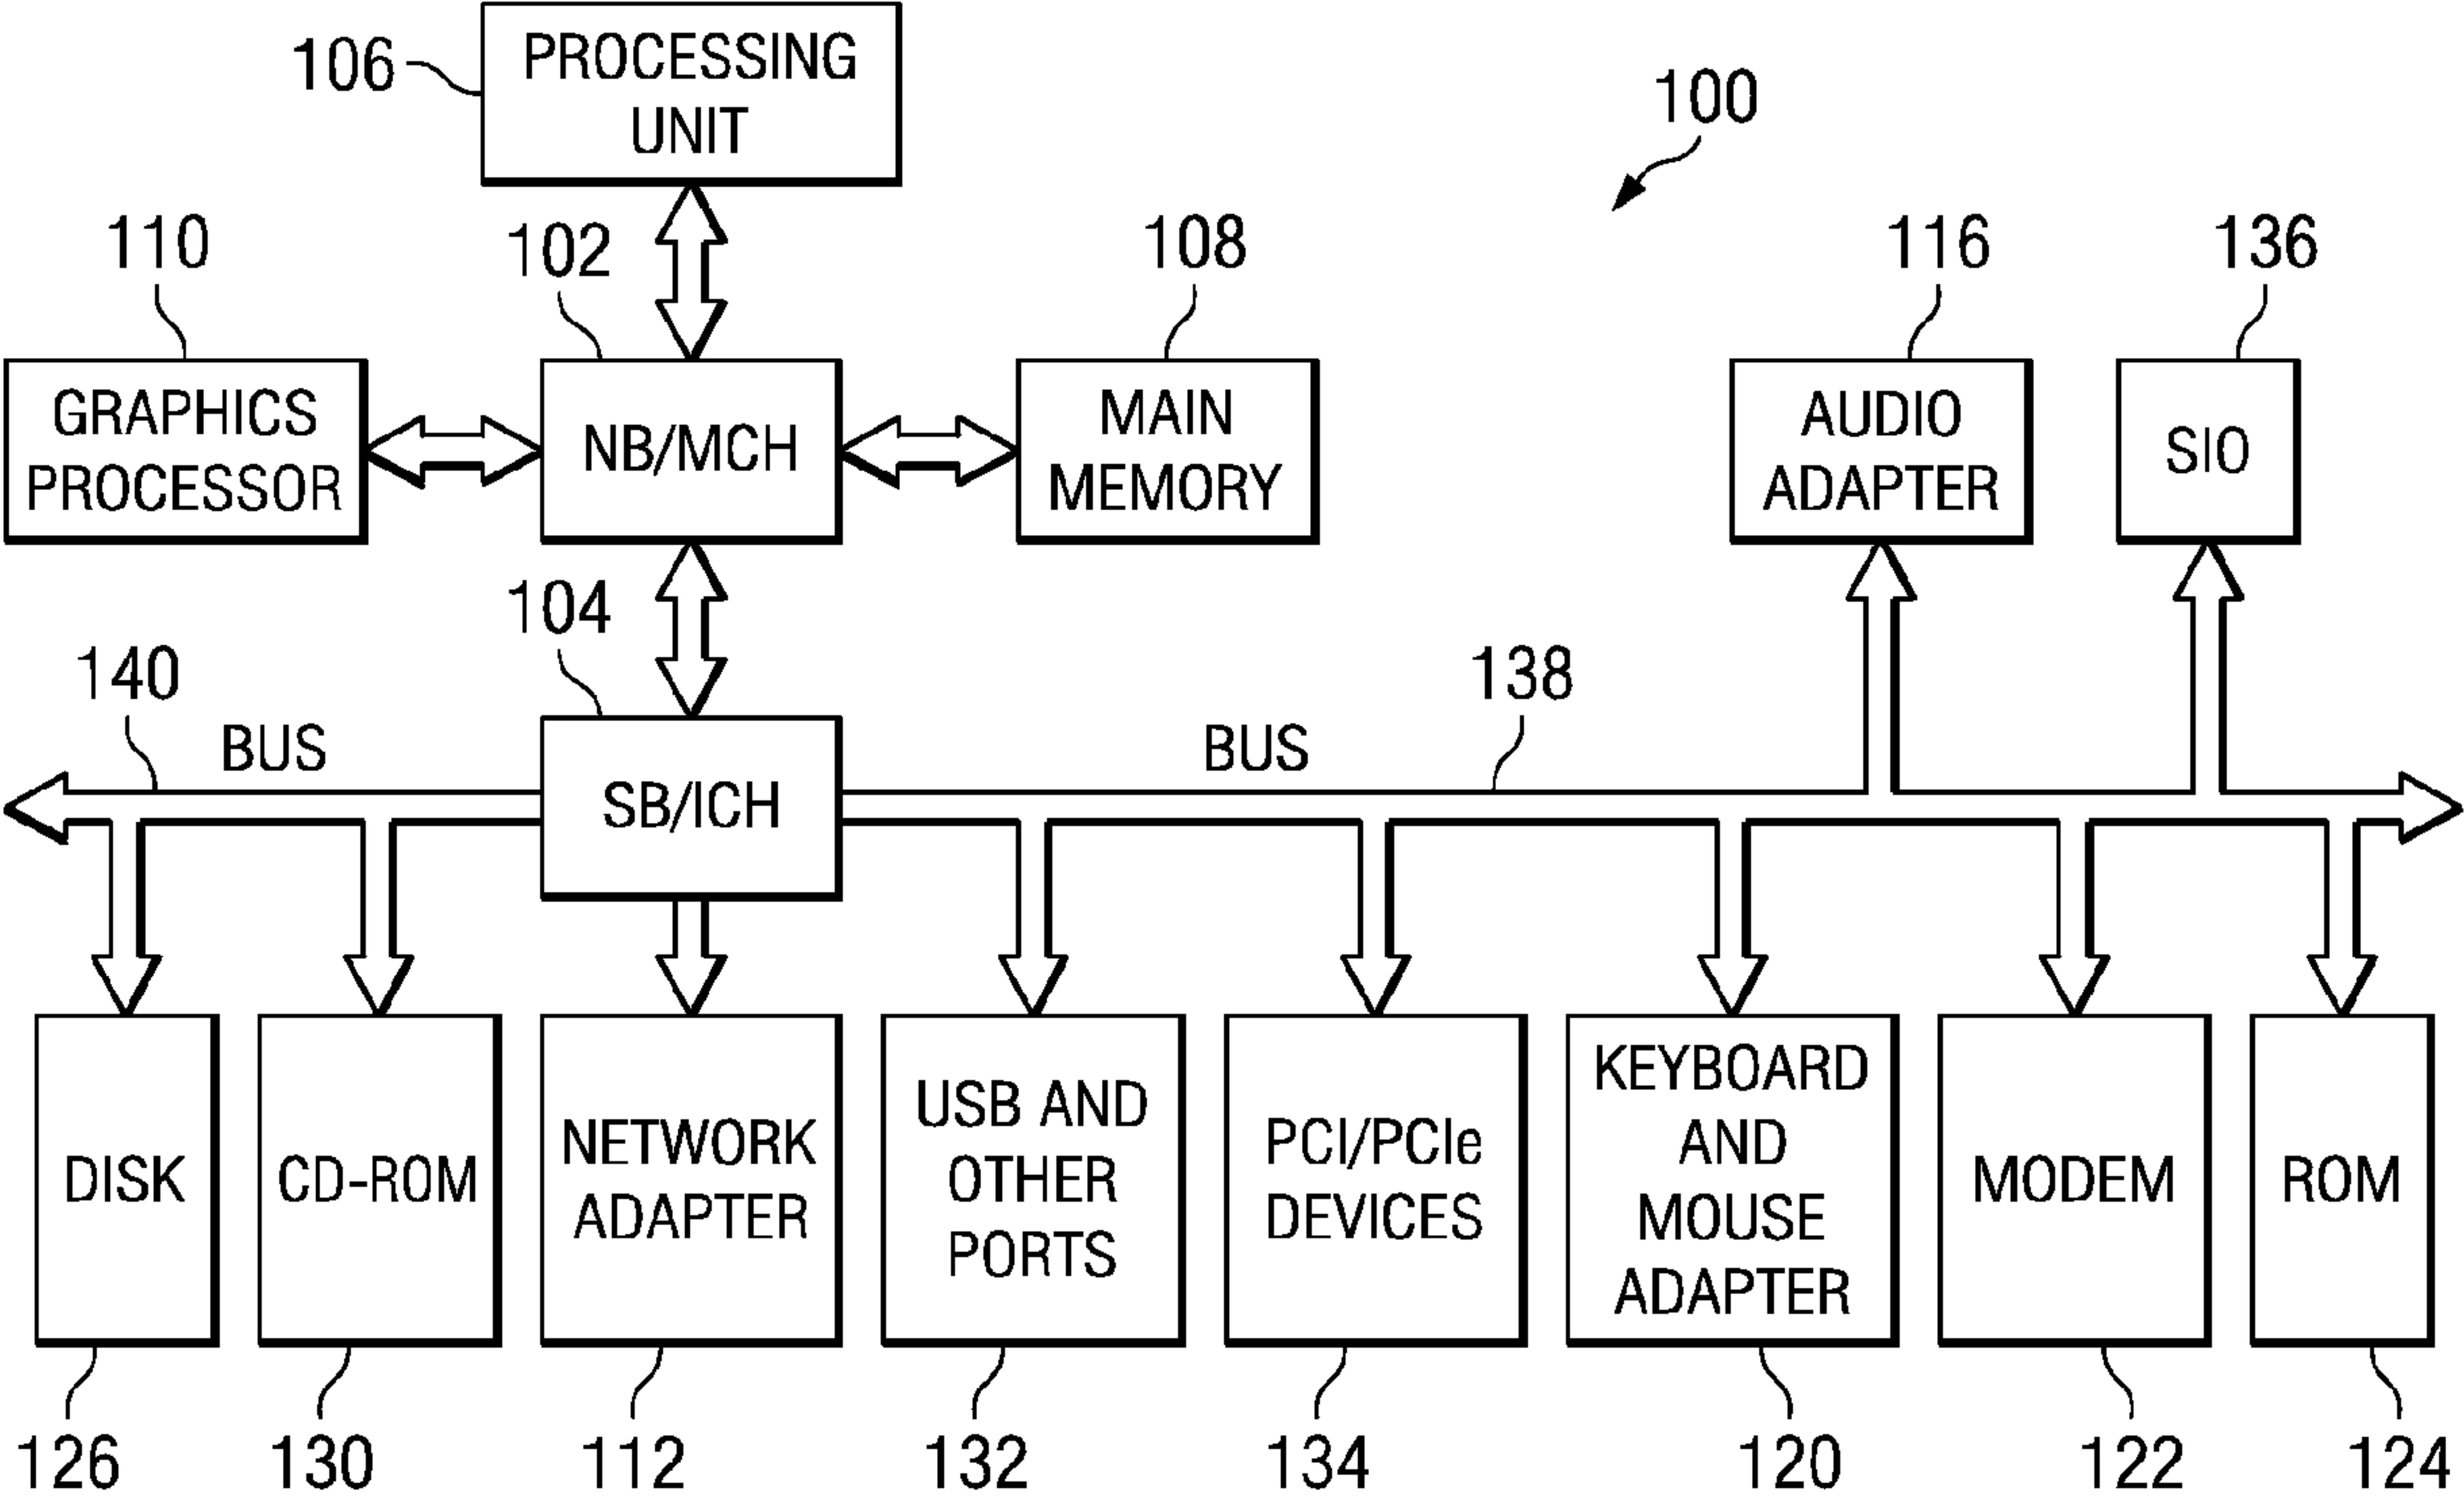 106
PROCESSING
UNIT
100
110
102
108
116
136
GRAPHICS
PROCESSOR
NB/MCH
MAIN
MEMORY
AUDIO
ADAPTER
SIO
104
140
138
BUS
BUS
SB/ICH
DISK
CD-ROM
NETWORK
ADAPTER
USB AND
OTHER
PORTS
PCI/PCIe
DEVICES
KEYBOARD
AND
MOUSE
ADAPTER
MODEM
ROM
126
130
112
132
134
120
122
124